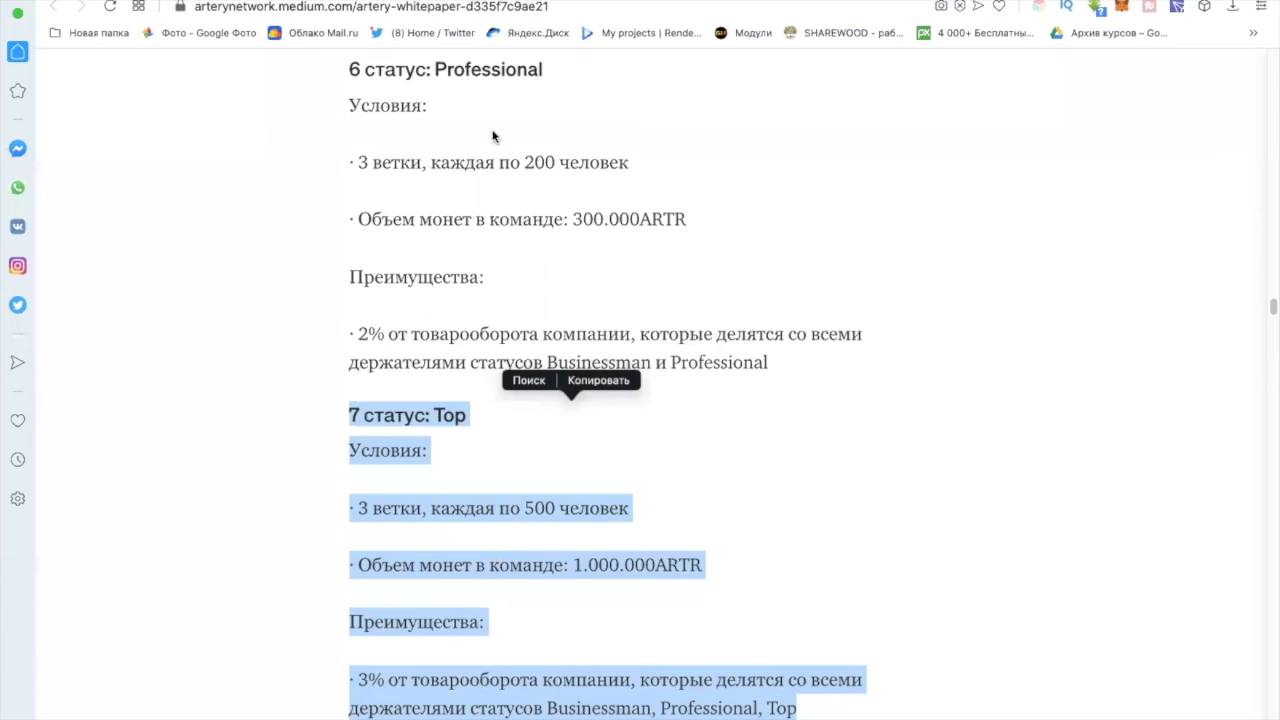 arterynetwork.medium.com/artery-whitepaper-d335f7c9ae21
Новая папка
Фото - Google Фото
Облако Mail.ru
(8) Home / Twitter
Яндекс.Диск
My projects | Rende...
Модули
SHAREWOOD - раб...
4 000+ Бесплатны...
Архив курсов – Go...
6 статус: Professional
Условия:
· 3 ветки, каждая по 200 человек
· Объем монет в команде: 300.000ARTR
Преимущества:
· 2% от товарооборота компании, которые делятся со всеми
держателями статусов Businessman и Professional
Поиск
Копировать
7 статус: Top
Условия:
· 3 ветки, каждая по 500 человек
· Объем монет в команде: 1.000.000ARTR
Преимущества:
· 3% от товарооборота компании, которые делятся со всеми
держателями статусов Businessman, Professional, Top